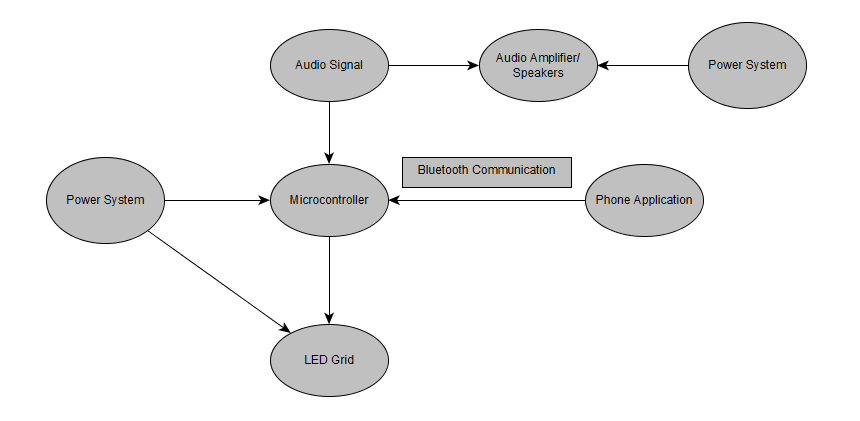 Audio Signal
Audio Amplifier/
Speakers
Power System
Bluetooth Communication
Power System
Microcontroller
Phone Application
LED Grid